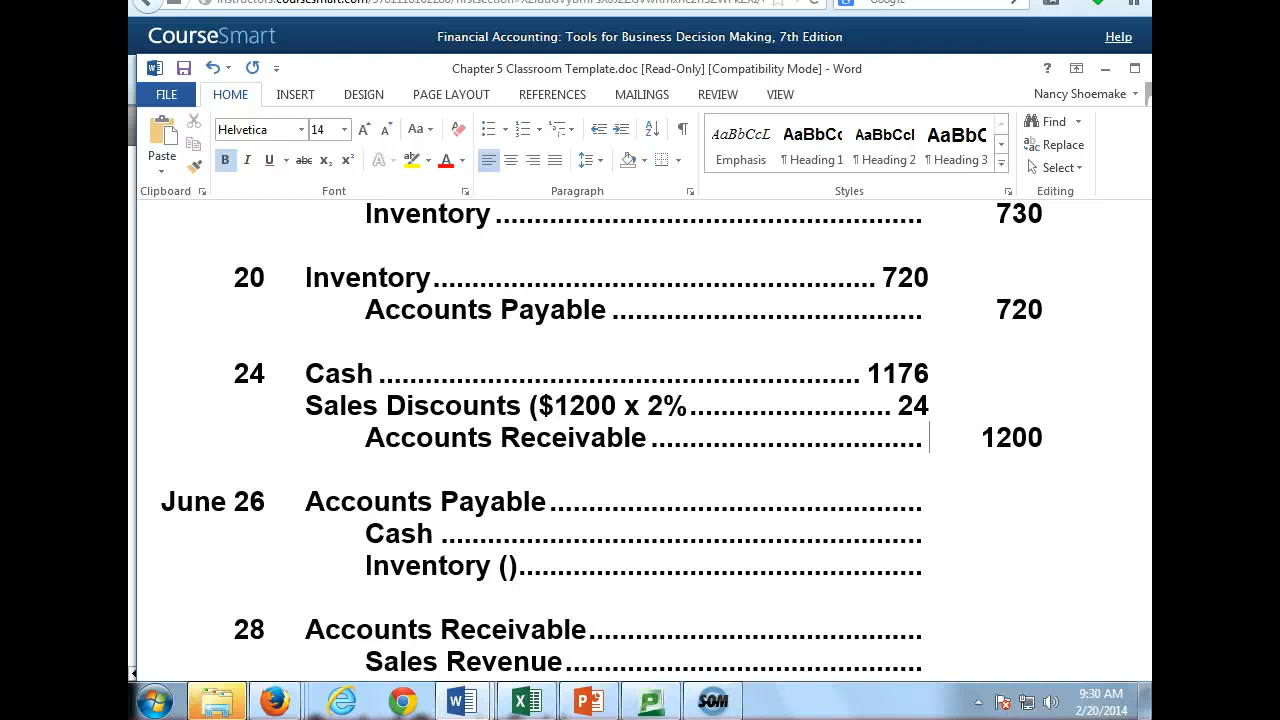 CourseSmart
Financial Accounting: Tools for Business Decision Making, 7th Edition
Help
Chapter 5 Classroom Template.doc [Read-Only] [Compatibility Mode] - Word
FILE HOME INSERT DESIGN PAGE LAYOUT REFERENCES MAILINGS REVIEW VIEW Nancy Shoemake
Paste
Helvetica 14
AaBbCcL AaBbCc AaBbCcI AaBbC
Emphasis ¶ Heading 1 ¶ Heading 2 ¶ Heading 3
Find
Replace
Select
Clipboard Font Paragraph Styles Editing
Inventory ....................................................... 730
20 Inventory......................................................... 720
Accounts Payable ........................................ 720
24 Cash .............................................................. 1176
Sales Discounts ($1200 x 2%.......................... 24
Accounts Receivable ................................... 1200
June 26 Accounts Payable................................................
Cash ..............................................................
Inventory ()....................................................
28 Accounts Receivable...........................................
Sales Revenue..............................................
9:30 AM
2/20/2014